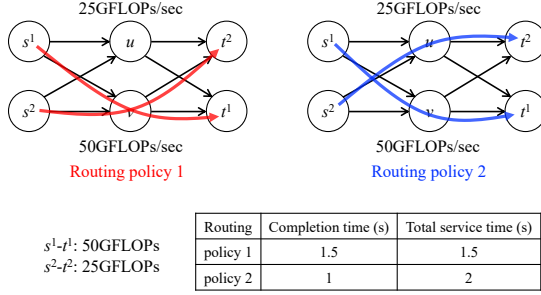 25GFLOPs/sec
s¹ u t²
s² v t¹
50GFLOPs/sec
Routing policy 1
25GFLOPs/sec
s¹ u t²
s² v t¹
50GFLOPs/sec
Routing policy 2
s¹-t¹: 50GFLOPs
s²-t²: 25GFLOPs
Routing Completion time (s) Total service time (s)
policy 1 1.5 1.5
policy 2 1 2